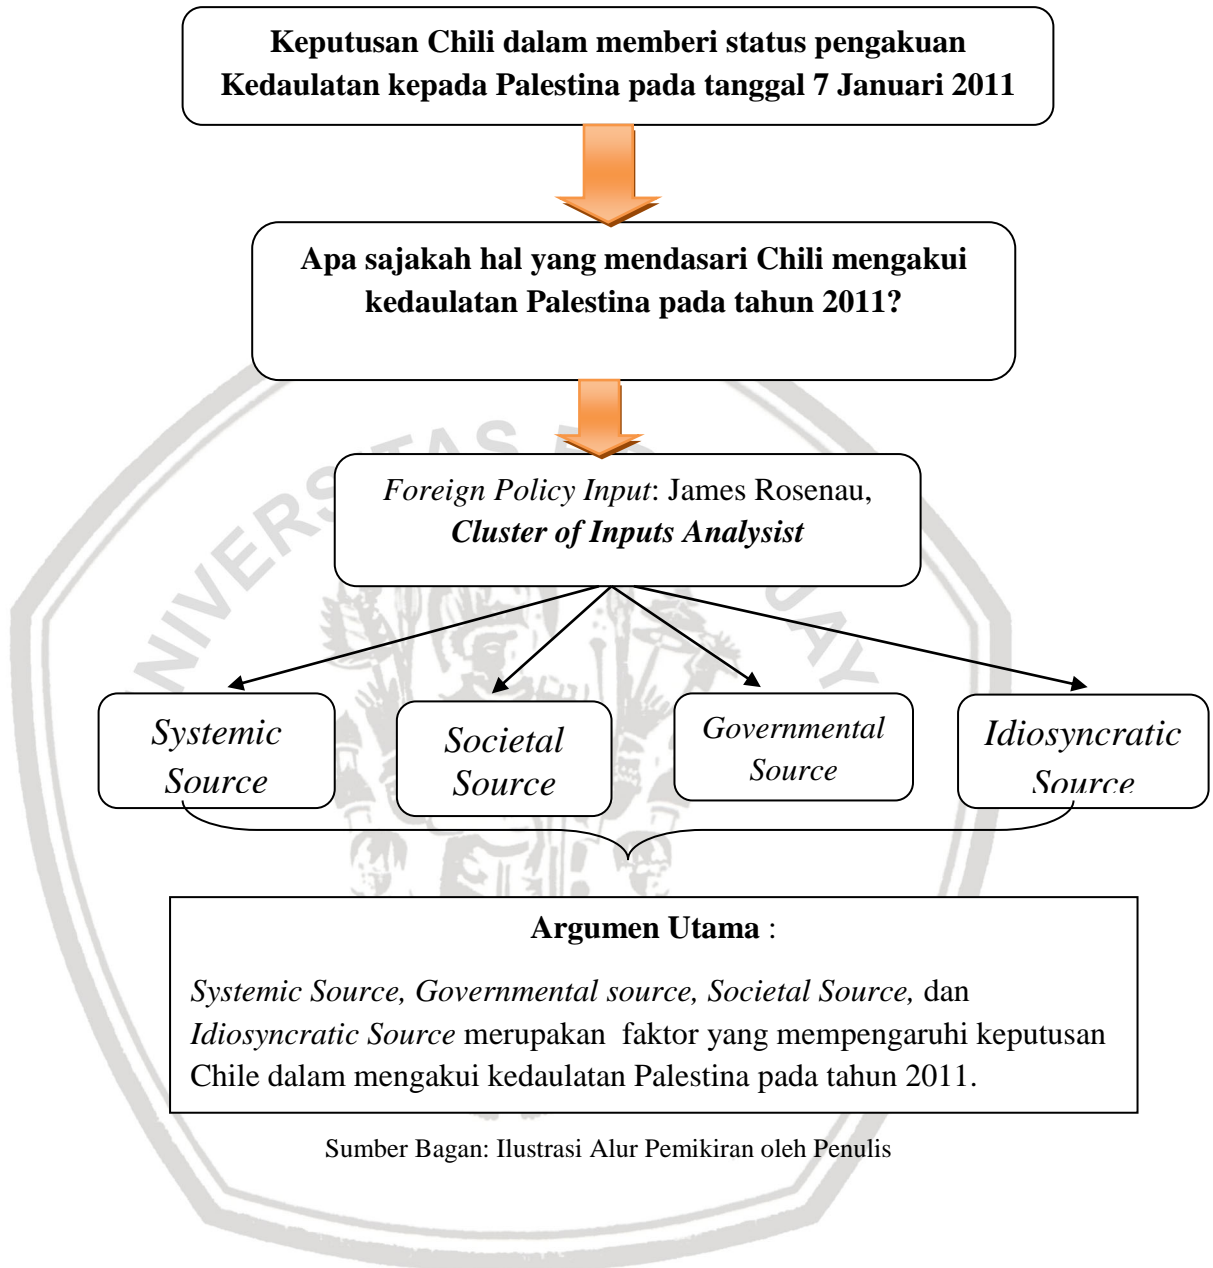 Keputusan Chili dalam memberi status pengakuan
Kedaulatan kepada Palestina pada tanggal 7 Januari 2011
Apa sajakah hal yang mendasari Chili mengakui
kedaulatan Palestina pada tahun 2011?
Foreign Policy Input: James Rosenau,
Cluster of Inputs Analysist
Systemic
Source
Societal
Source
Governmental
Source
Idiosyncratic
Source
Argumen Utama :
Systemic Source, Governmental source, Societal Source, dan
Idiosyncratic Source merupakan  faktor yang mempengaruhi keputusan
Chile dalam mengakui kedaulatan Palestina pada tahun 2011.
Sumber Bagan: Ilustrasi Alur Pemikiran oleh Penulis